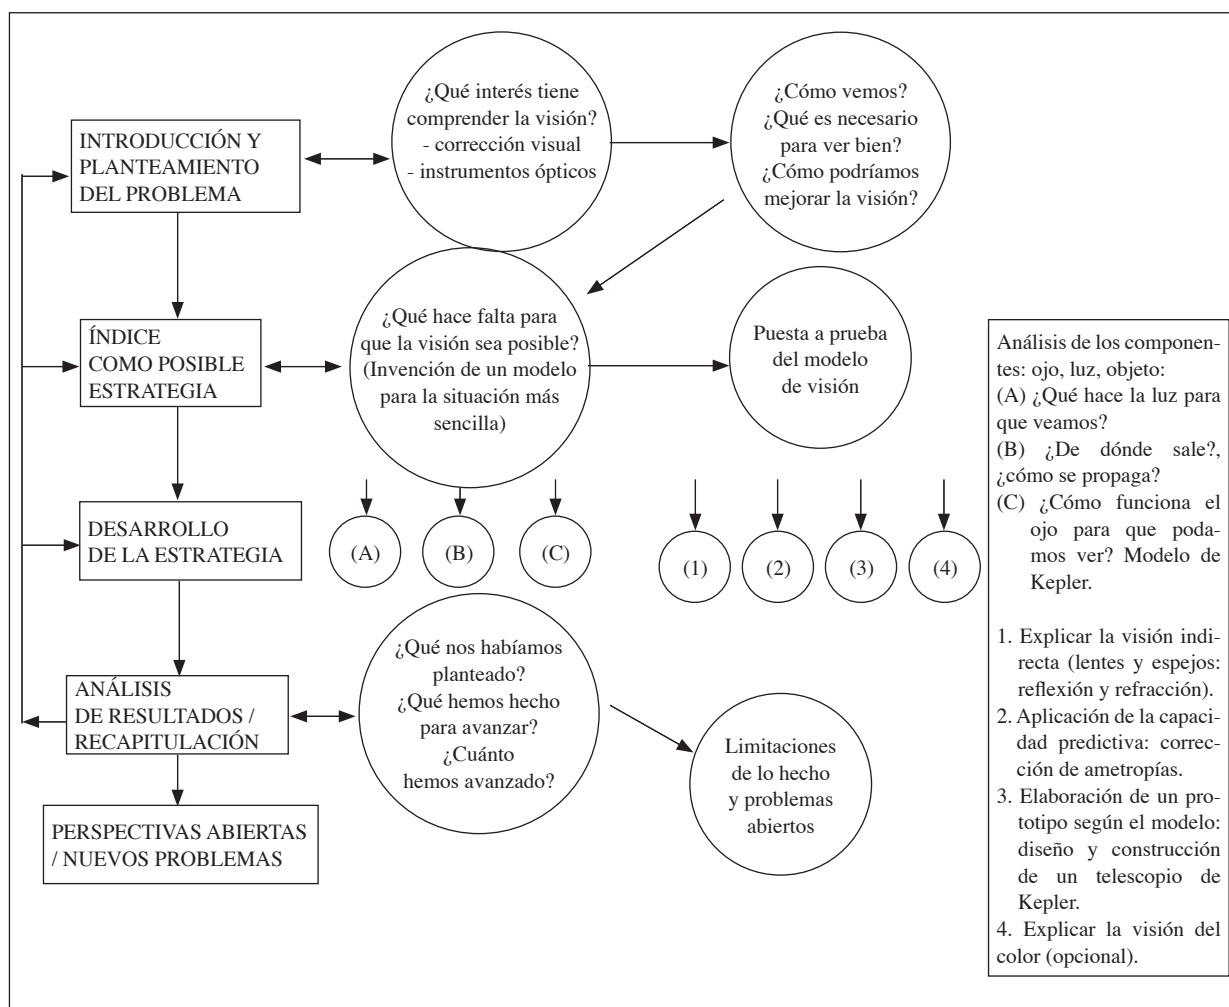 ¿Qué interés tiene
comprender la visión?
- corrección visual
- instrumentos ópticos
¿Cómo vemos?
¿Qué es necesario
para ver bien?
¿Cómo podríamos
mejorar la visión?
INTRODUCCIÓN Y
PLANTEAMIENTO
DEL PROBLEMA
ÍNDICE
COMO POSIBLE
ESTRATEGIA
¿Qué hace falta para
que la visión sea posible?
(Invención de un modelo
para la situación más
sencilla)
Puesta a prueba
del modelo
de visión
DESARROLLO
DE LA ESTRATEGIA
(A)
(B)
(C)
(1)
(2)
(3)
(4)
ANÁLISIS
DE RESULTADOS /
RECAPITULACIÓN
¿Qué nos habíamos
planteado?
¿Qué hemos hecho
para avanzar?
¿Cuánto
hemos avanzado?
Limitaciones
de lo hecho
y problemas
abiertos
PERSPECTIVAS ABIERTAS
/ NUEVOS PROBLEMAS
Análisis de los componen-
tes: ojo, luz, objeto:
(A) ¿Qué hace la luz para
que veamos?
(B) ¿De dónde sale?,
¿cómo se propaga?
(C) ¿Cómo funciona el
ojo para que poda-
mos ver? Modelo de
Kepler.
1. Explicar la visión indi-
recta (lentes y espejos:
reflexión y refracción).
2. Aplicación de la capaci-
dad predictiva: correc-
ción de ametropías.
3. Elaboración de un pro-
totipo según el modelo:
diseño y construcción
de un telescopio de
Kepler.
4. Explicar la visión del
color (opcional).